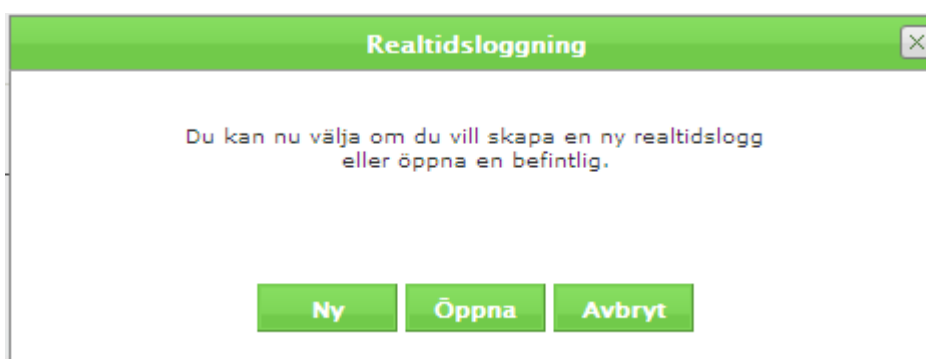 Realtidsloggning
Du kan nu välja om du vill skapa en ny realtidslogg
eller öppna en befintlig.
Ny Öppna Avbryt